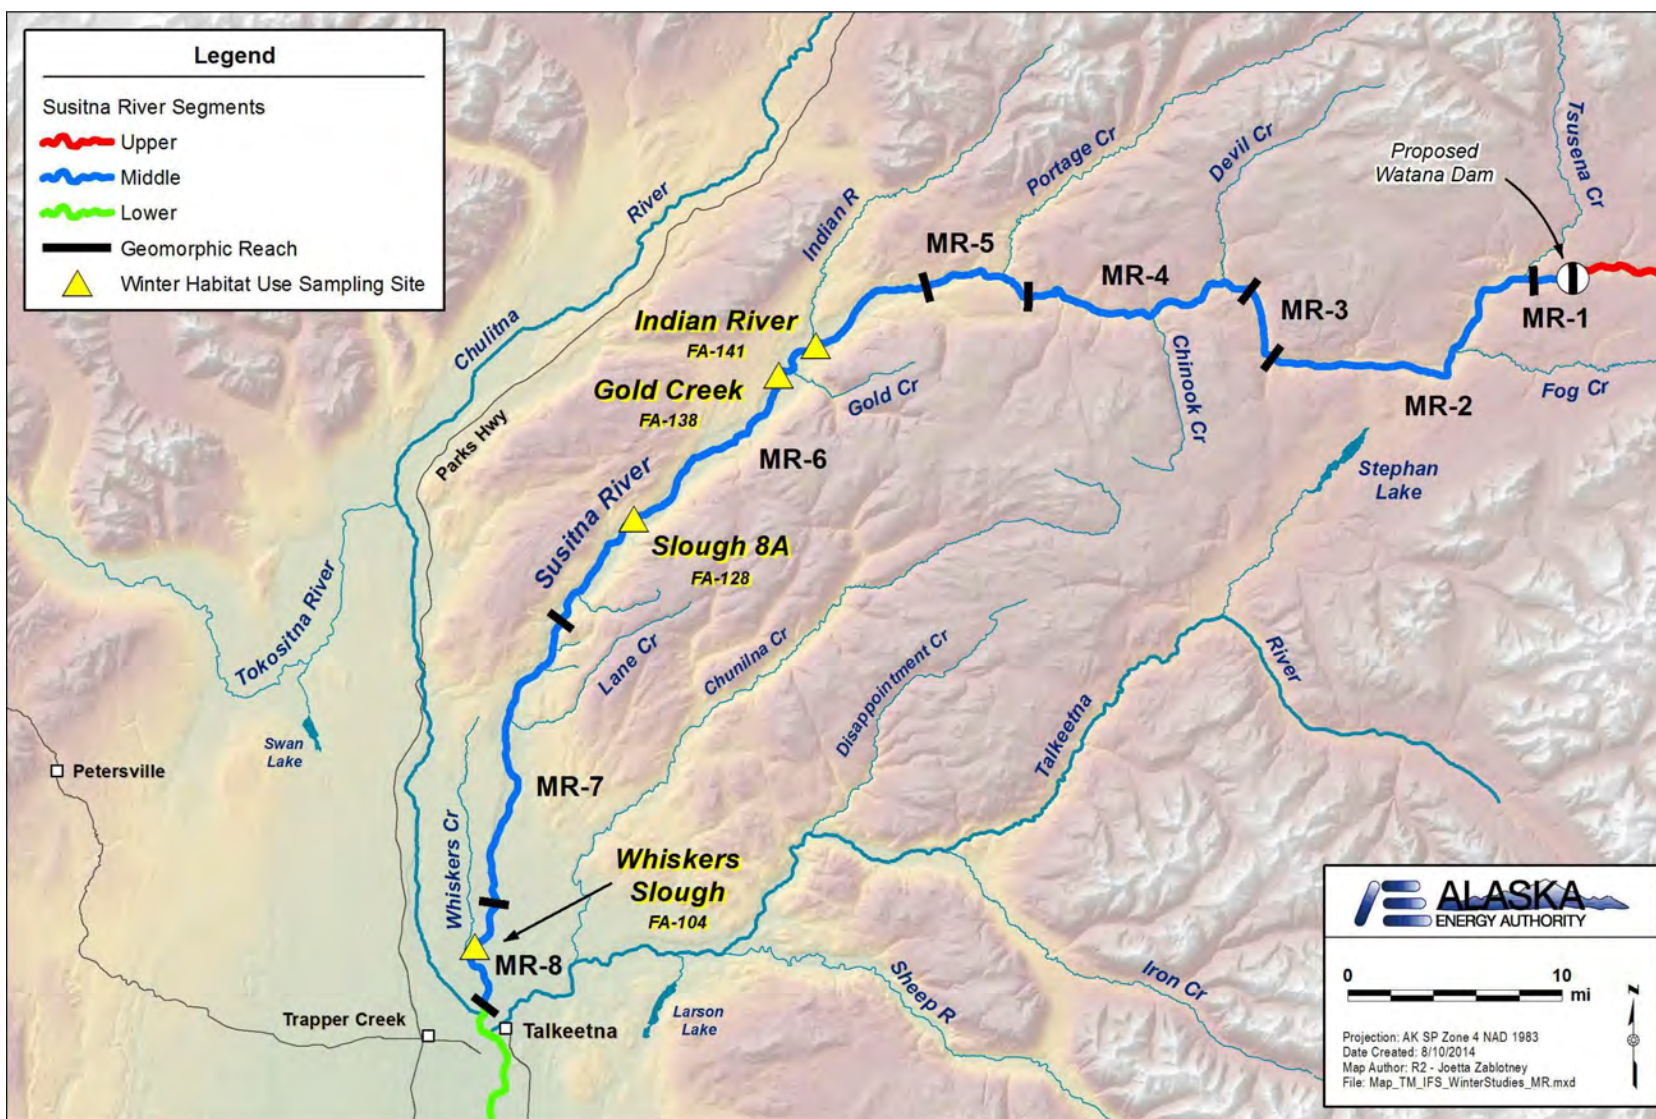 Legend
Susitna River Segments
Upper
Middle
Lower
Geomorphic Reach
Winter Habitat Use Sampling Site
Tsusena Cr
Proposed
Watana Dam
Devil Cr
Portage Cr
Indian R
River
Chulitna
Parks Hwy
MR-5
MR-4
MR-3
MR-1
MR-2
Fog Cr
Chinook Cr
Indian River
FA-141
Gold Creek
FA-138
Gold Cr
MR-6
Stephan
Lake
Susitna River
Slough 8A
FA-128
Tokositna River
Lane Cr
Chunilna Cr
Disappointment Cr
River
Talkeetna
Swan
Lake
Petersville
MR-7
Whiskers Cr
Whiskers
Slough
FA-104
MR-8
Sheep R
Iron Cr
Larson
Lake
Trapper Creek
Talkeetna
ALASKA
ENERGY AUTHORITY
0 10
mi
N
Projection: AK SP Zone 4 NAD 1983
Date Created: 8/10/2014
Map Author: R2 - Joetta Zablotney
File: Map_TM_IFS_WinterStudies_MR.mxd